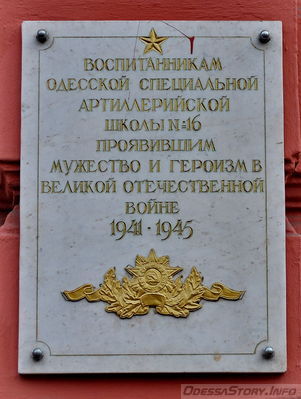 ВОСПИТАННИКАМ
ОДЕССКОЙ СПЕЦИАЛЬНОЙ
АРТИЛЛЕРИЙСКОЙ
ШКОЛЫ №16
ПРОЯВИВШИМ
МУЖЕСТВО И ГЕРОИЗМ В
ВЕЛИКОЙ ОТЕЧЕСТВЕННОЙ
ВОЙНЕ
1941 · 1945
OdessaStory.Info